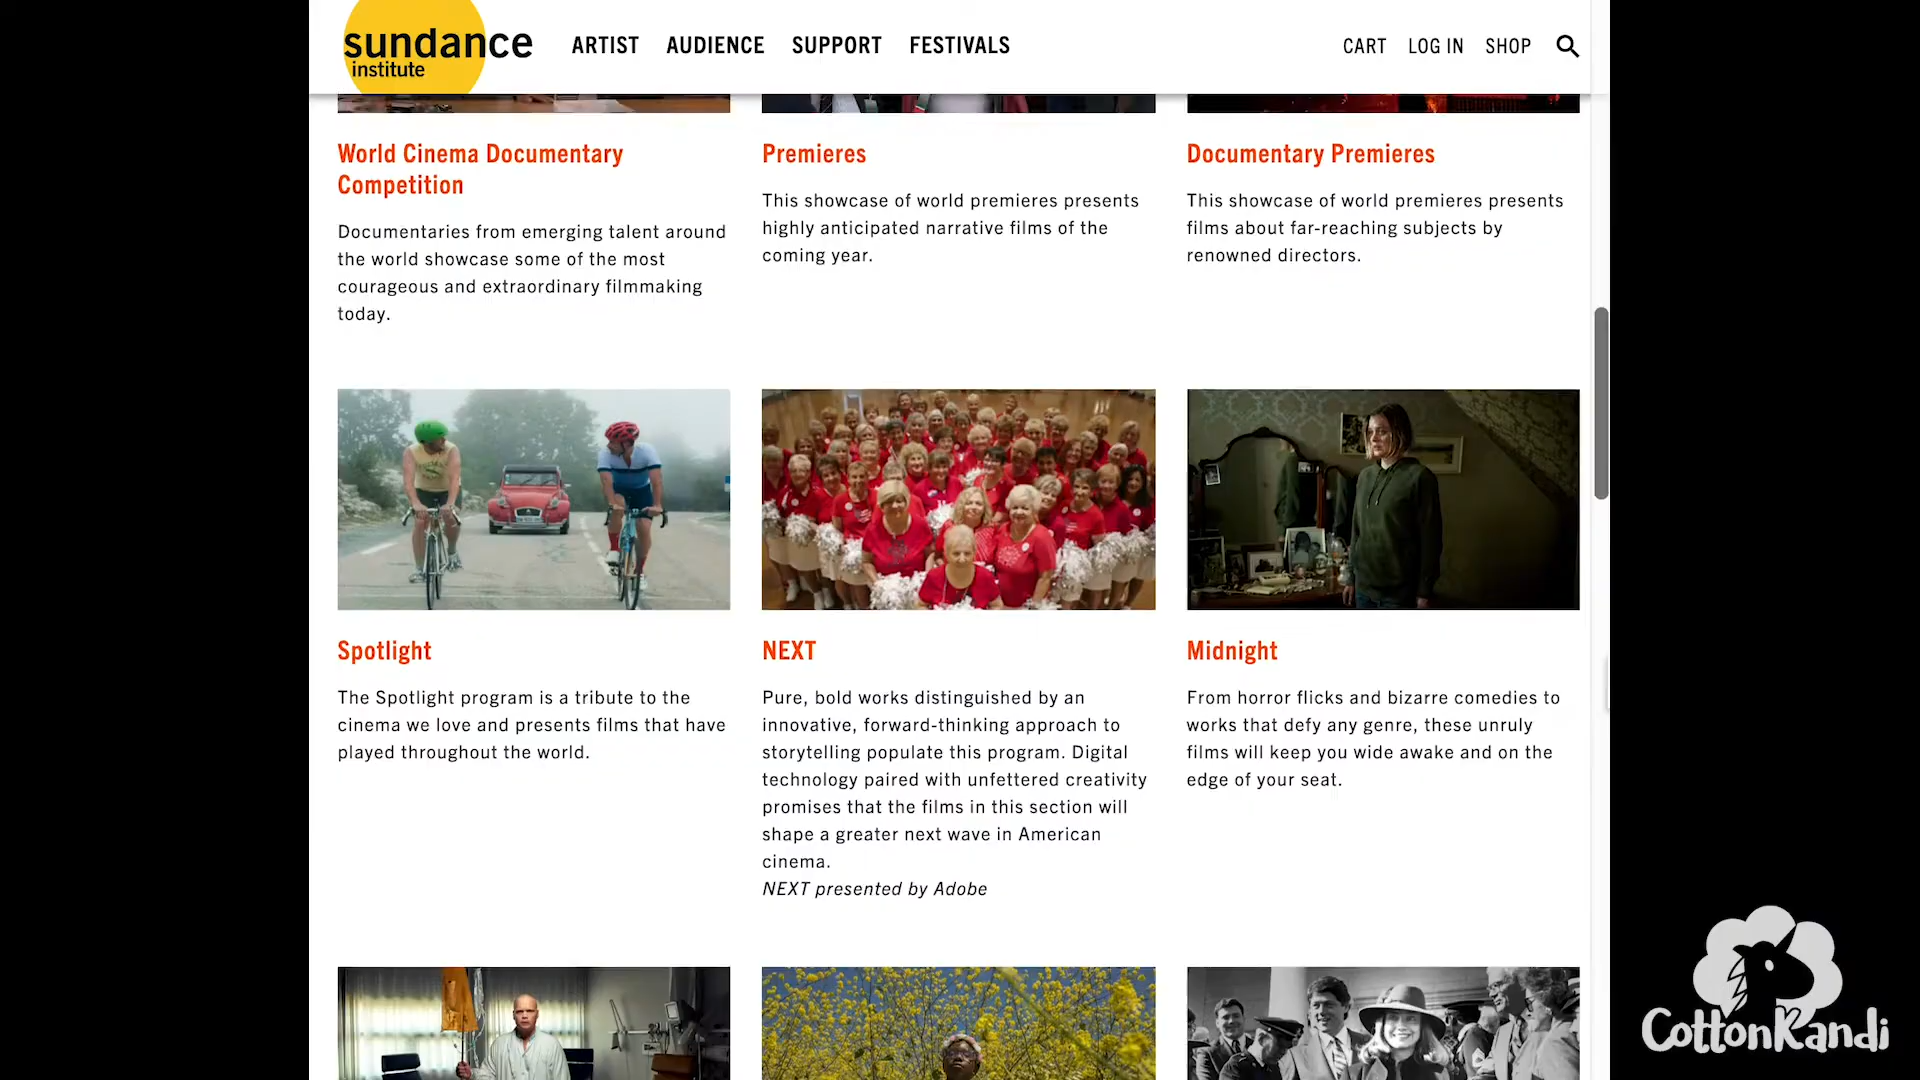 sundance
institute
ARTIST AUDIENCE SUPPORT FESTIVALS
CART LOG IN SHOP
World Cinema Documentary
Competition
Documentaries from emerging talent around
the world showcase some of the most
courageous and extraordinary filmmaking
today.
Premieres
This showcase of world premieres presents
highly anticipated narrative films of the
coming year.
Documentary Premieres
This showcase of world premieres presents
films about far-reaching subjects by
renowned directors.
Spotlight
The Spotlight program is a tribute to the
cinema we love and presents films that have
played throughout the world.
NEXT
Pure, bold works distinguished by an
innovative, forward-thinking approach to
storytelling populate this program. Digital
technology paired with unfettered creativity
promises that the films in this section will
shape a greater next wave in American
cinema.
NEXT presented by Adobe
Midnight
From horror flicks and bizarre comedies to
works that defy any genre, these unruly
films will keep you wide awake and on the
edge of your seat.
CottonKandi